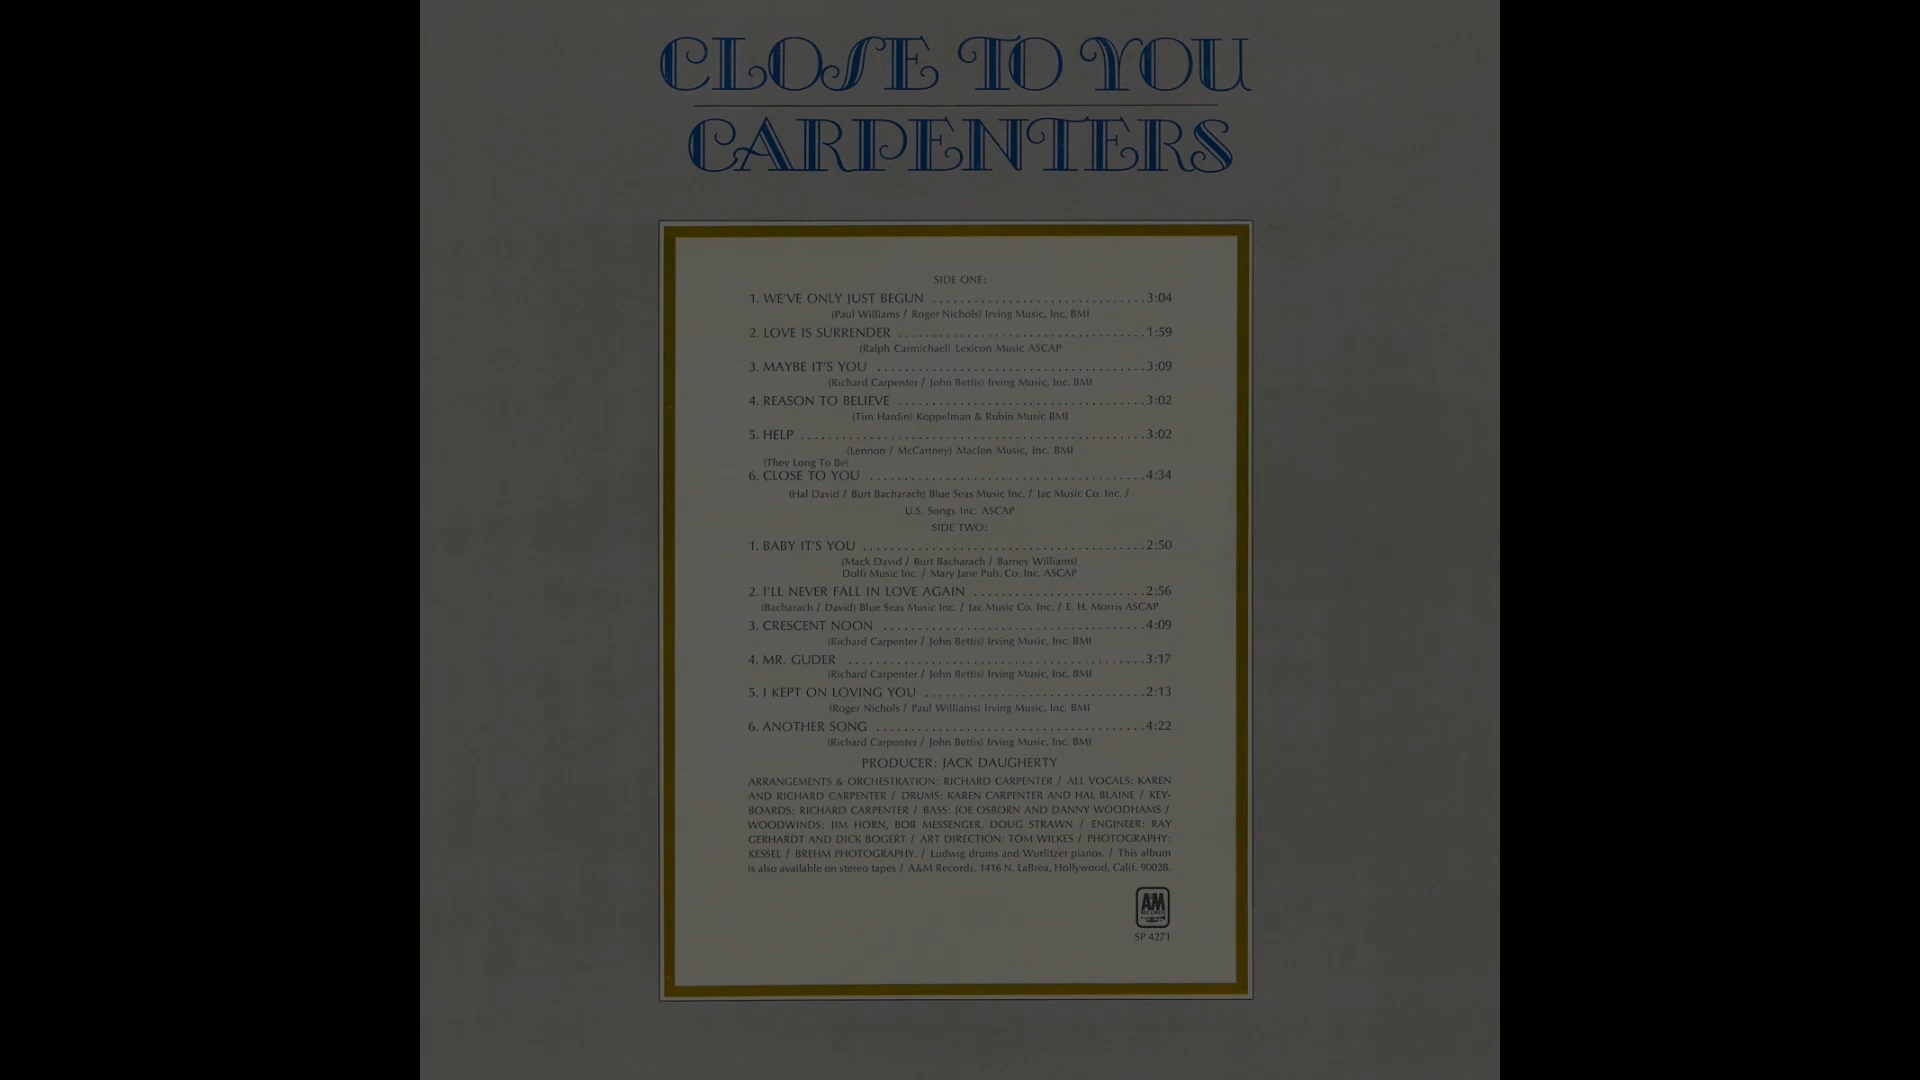 CLOSE TO YOU
CARPENTERS
SIDE ONE:
1. WE'VE ONLY JUST BEGUN ..............................3:04
(Paul Williams / Roger Nichols) Irving Music, Inc. BMI
2. LOVE IS SURRENDER ...................................1:59
(Ralph Carmichael) Lexicon Music ASCAP
3. MAYBE IT'S YOU ......................................3:09
(Richard Carpenter / John Bettis) Irving Music, Inc. BMI
4. REASON TO BELIEVE ...................................3:02
(Tim Hardin) Koppelman & Rubin Music BMI
5. HELP .................................................3:02
(Lennon / McCartney) Maclen Music, Inc. BMI
(They Long To Be)
6. CLOSE TO YOU .......................................4:34
(Hal David / Burt Bacharach) Blue Seas Music Inc. / Jac Music Co. Inc. /
U.S. Songs Inc. ASCAP
SIDE TWO:
1. BABY IT'S YOU ........................................2:50
(Mack David / Burt Bacharach / Barney Williams)
Dolfi Music Inc. / Mary Jane Pub. Co. Inc. ASCAP
2. I'LL NEVER FALL IN LOVE AGAIN ........................2:56
(Bacharach / David) Blue Seas Music Inc. / Jac Music Co. Inc. / E. H. Morris ASCAP
3. CRESCENT NOON .....................................4:09
(Richard Carpenter / John Bettis) Irving Music, Inc. BMI
4. MR. GUDER ..........................................3:17
(Richard Carpenter / John Bettis) Irving Music, Inc. BMI
5. I KEPT ON LOVING YOU ...............................2:13
(Roger Nichols / Paul Williams) Irving Music, Inc. BMI
6. ANOTHER SONG ......................................4:22
(Richard Carpenter / John Bettis) Irving Music, Inc. BMI
PRODUCER: JACK DAUGHERTY
ARRANGEMENTS & ORCHESTRATION: RICHARD CARPENTER / ALL VOCALS: KAREN
AND RICHARD CARPENTER / DRUMS: KAREN CARPENTER AND HAL BLAINE / KEY-
BOARDS: RICHARD CARPENTER / BASS: JOE OSBORN AND DANNY WOODHAMS /
WOODWINDS: JIM HORN, BOB MESSENGER, DOUG STRAWN / ENGINEER: RAY
GERHARDT AND DICK BOGERT / ART DIRECTION: TOM WILKES / PHOTOGRAPHY:
KESSEL / BREHM PHOTOGRAPHY. / Ludwig drums and Wurlitzer pianos. / This album
is also available on stereo tapes / A&M Records. 1416 N. LaBrea, Hollywood, Calif. 90028.
AM
RECORDS
SP 4271